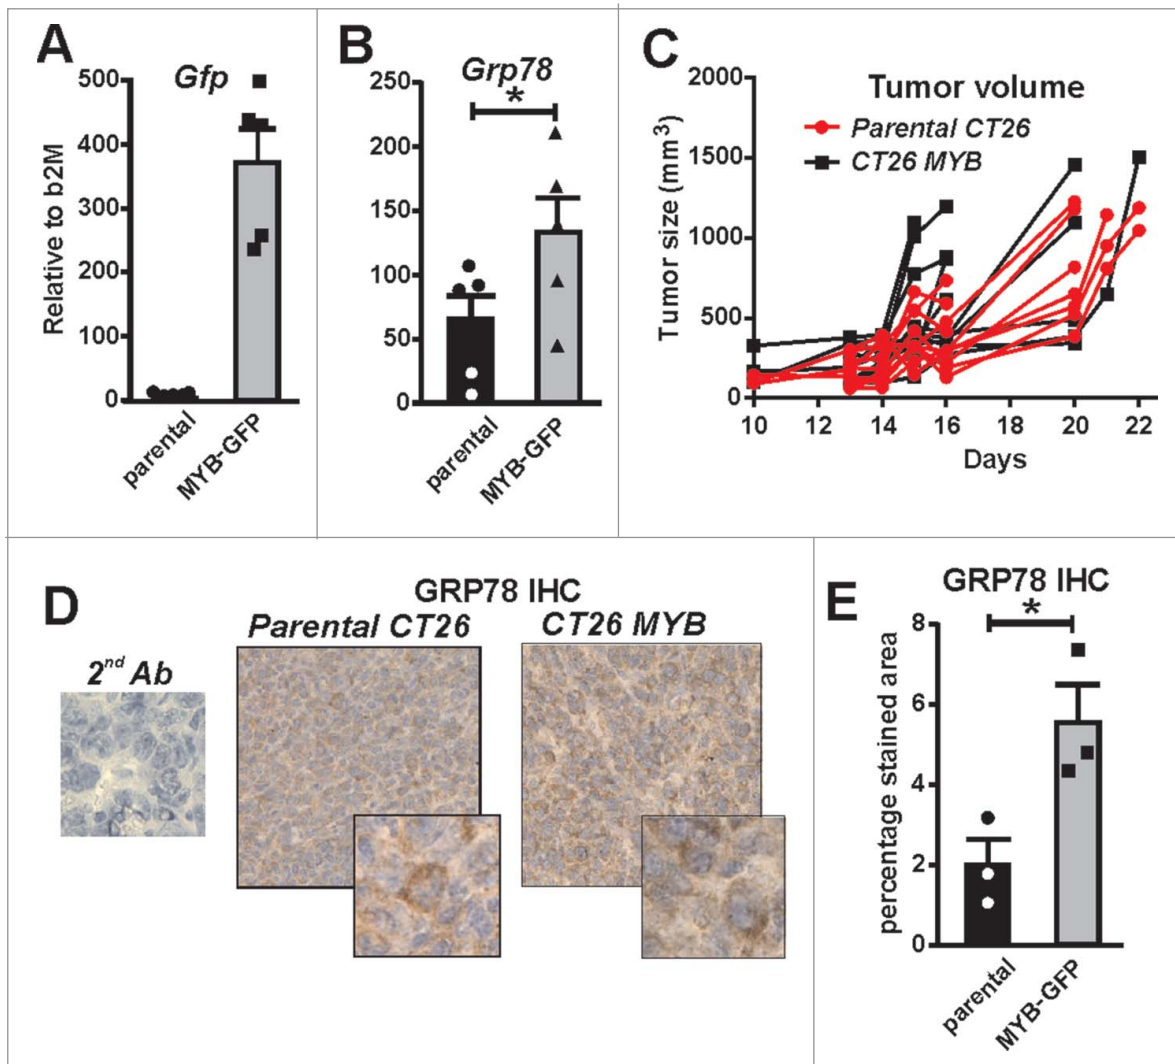 A
Gfp
500
400
300
200
100
0
Relative to b2M
parental
MYB-GFP
B
Grp78
*
250
200
150
100
50
0
parental
MYB-GFP
C
Tumor volume
Parental CT26
CT26 MYB
2000
1500
1000
500
0
Tumor size (mm3)
10 12 14 16 18 20 22
Days
D
GRP78 IHC
2nd Ab
Parental CT26
CT26 MYB
E
GRP78 IHC
*
8
6
4
2
0
percentage stained area
parental
MYB-GFP